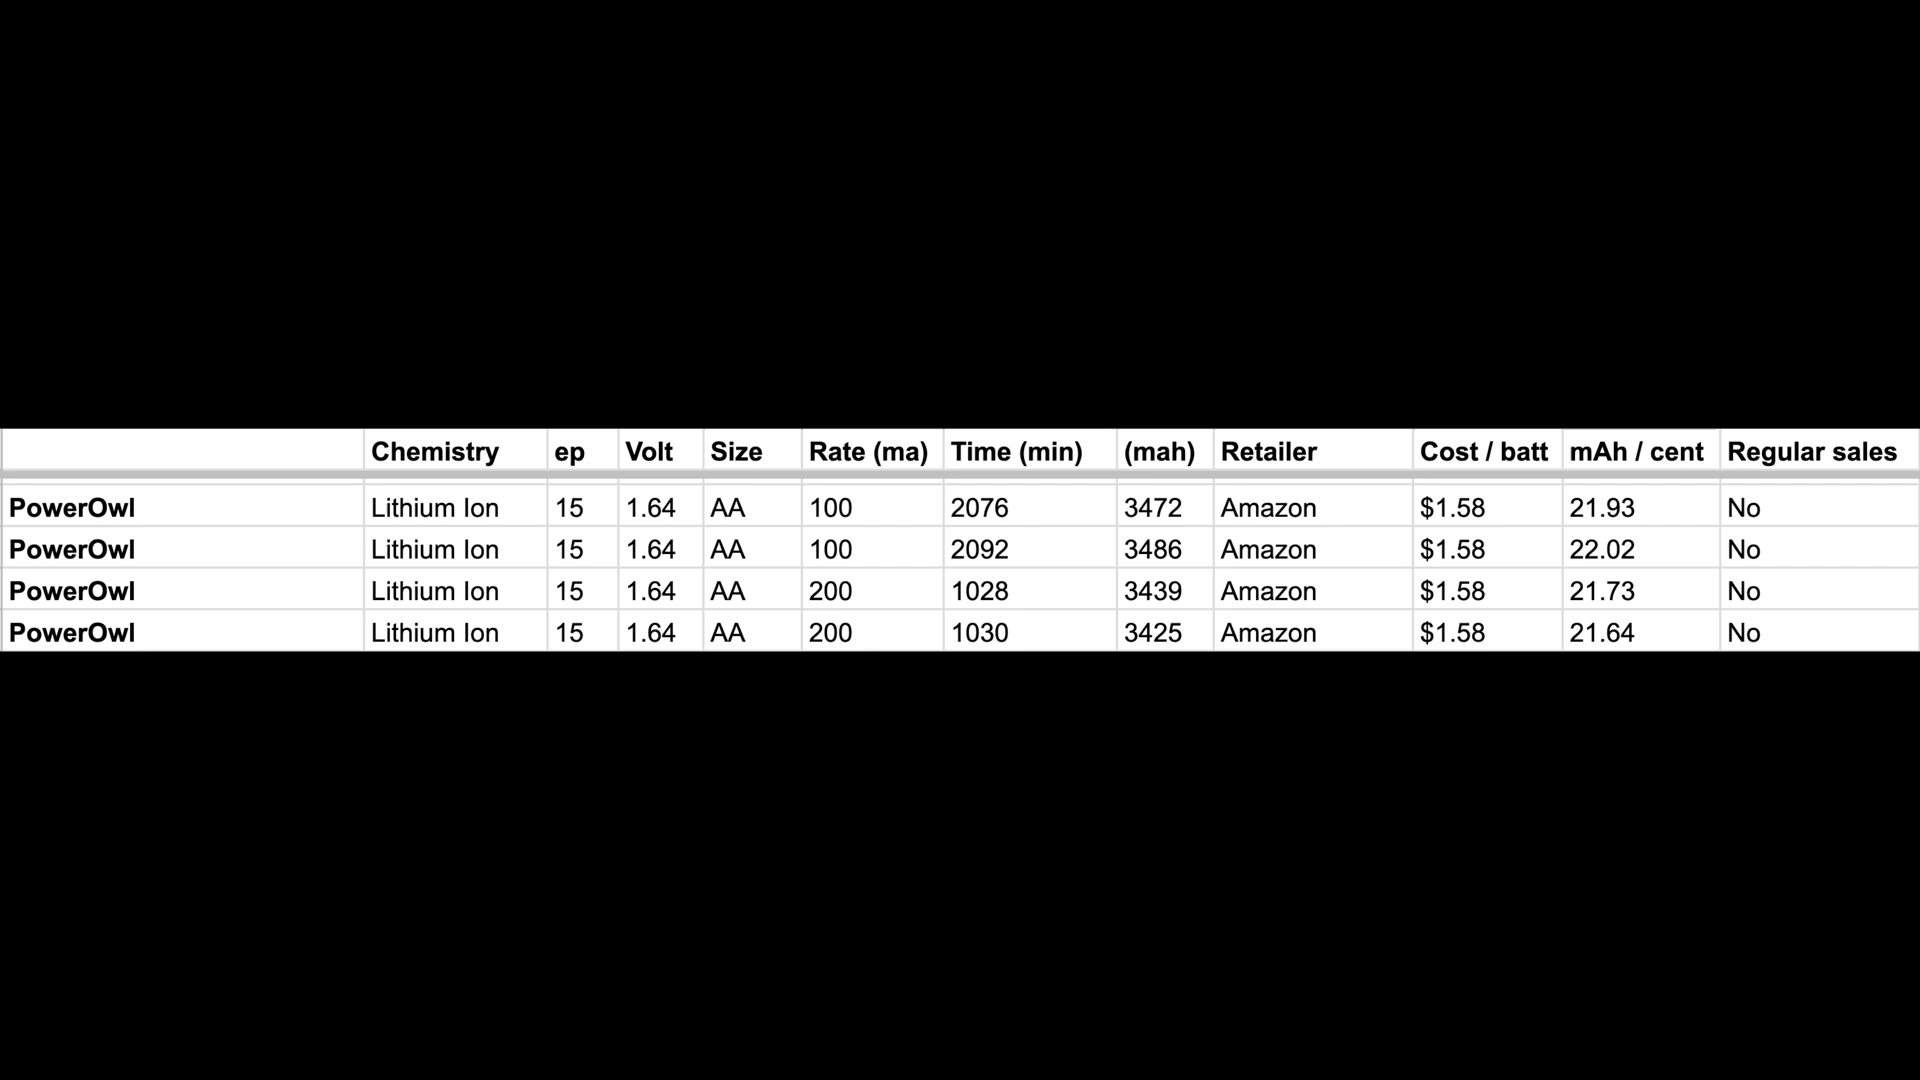 Chemistry ep Volt Size Rate (ma) Time (min) (mah) Retailer Cost / batt mAh / cent Regular sales
PowerOwl Lithium Ion 15 1.64 AA 100 2076 3472 Amazon $1.58 21.93 No
PowerOwl Lithium Ion 15 1.64 AA 100 2092 3486 Amazon $1.58 22.02 No
PowerOwl Lithium Ion 15 1.64 AA 200 1028 3439 Amazon $1.58 21.73 No
PowerOwl Lithium Ion 15 1.64 AA 200 1030 3425 Amazon $1.58 21.64 No